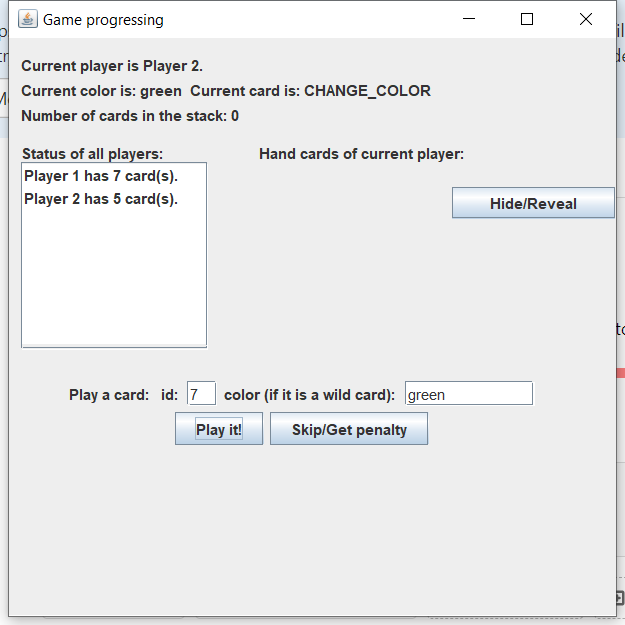 Game progressing
Current player is Player 2.
Current color is: green  Current card is: CHANGE_COLOR
Number of cards in the stack: 0
Status of all players:
Hand cards of current player:
Player 1 has 7 card(s).
Player 2 has 5 card(s).
Hide/Reveal
Play a card: id: 7 color (if it is a wild card): green
Play it!
Skip/Get penalty